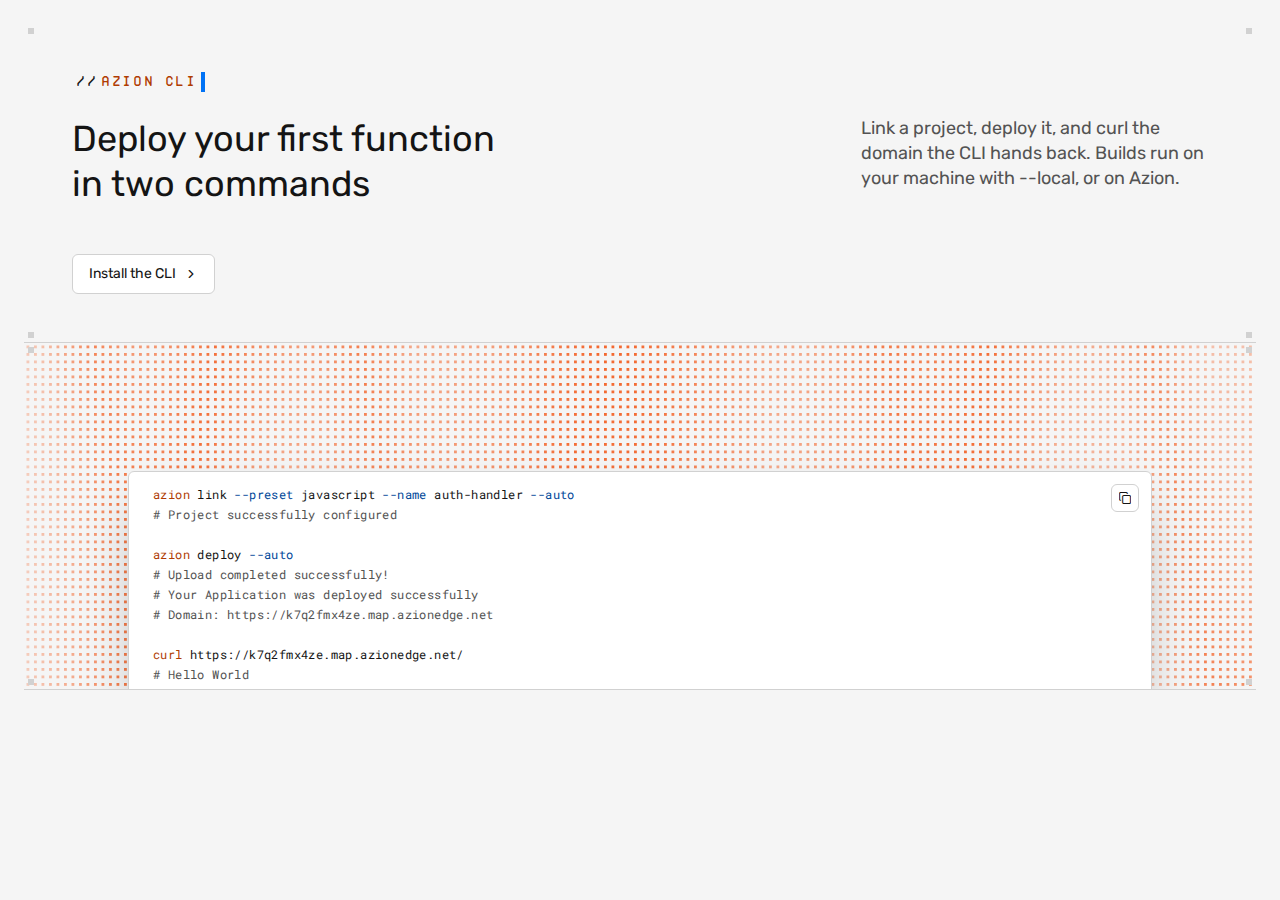 //AZION CLI
Deploy your first function
in two commands
Link a project, deploy it, and curl the
domain the CLI hands back. Builds run on
your machine with --local, or on Azion.
Install the CLI
azion link --preset javascript --name auth-handler --auto
# Project successfully configured
azion deploy --auto
# Upload completed successfully!
# Your Application was deployed successfully
# Domain: https://k7q2fmx4ze.map.azionedge.net
curl https://k7q2fmx4ze.map.azionedge.net/
# Hello World